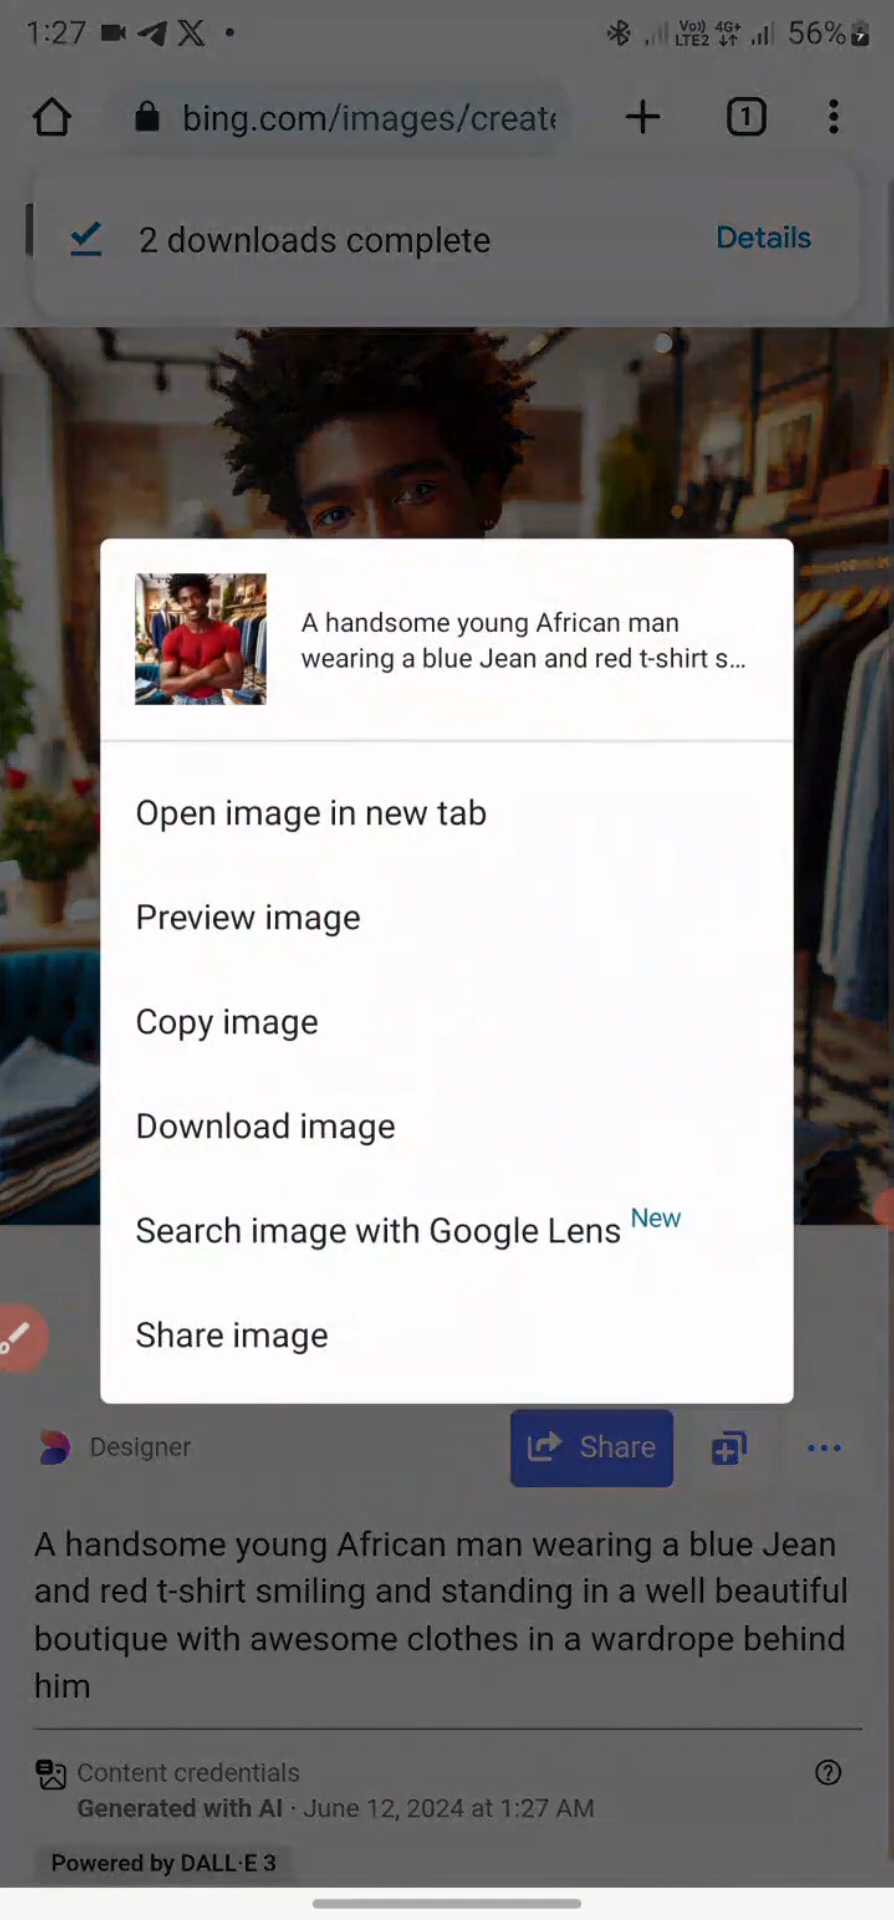 1:27
Vo)) LTE2 4G+ 56%
bing.com/images/create
1
2 downloads complete
Details
A handsome young African man
wearing a blue Jean and red t-shirt s...
Open image in new tab
Preview image
Copy image
Download image
Search image with Google Lens New
Share image
Designer
Share
A handsome young African man wearing a blue Jean
and red t-shirt smiling and standing in a well beautiful
boutique with awesome clothes in a wardrope behind
him
Content credentials
Generated with AI · June 12, 2024 at 1:27 AM
Powered by DALL·E 3